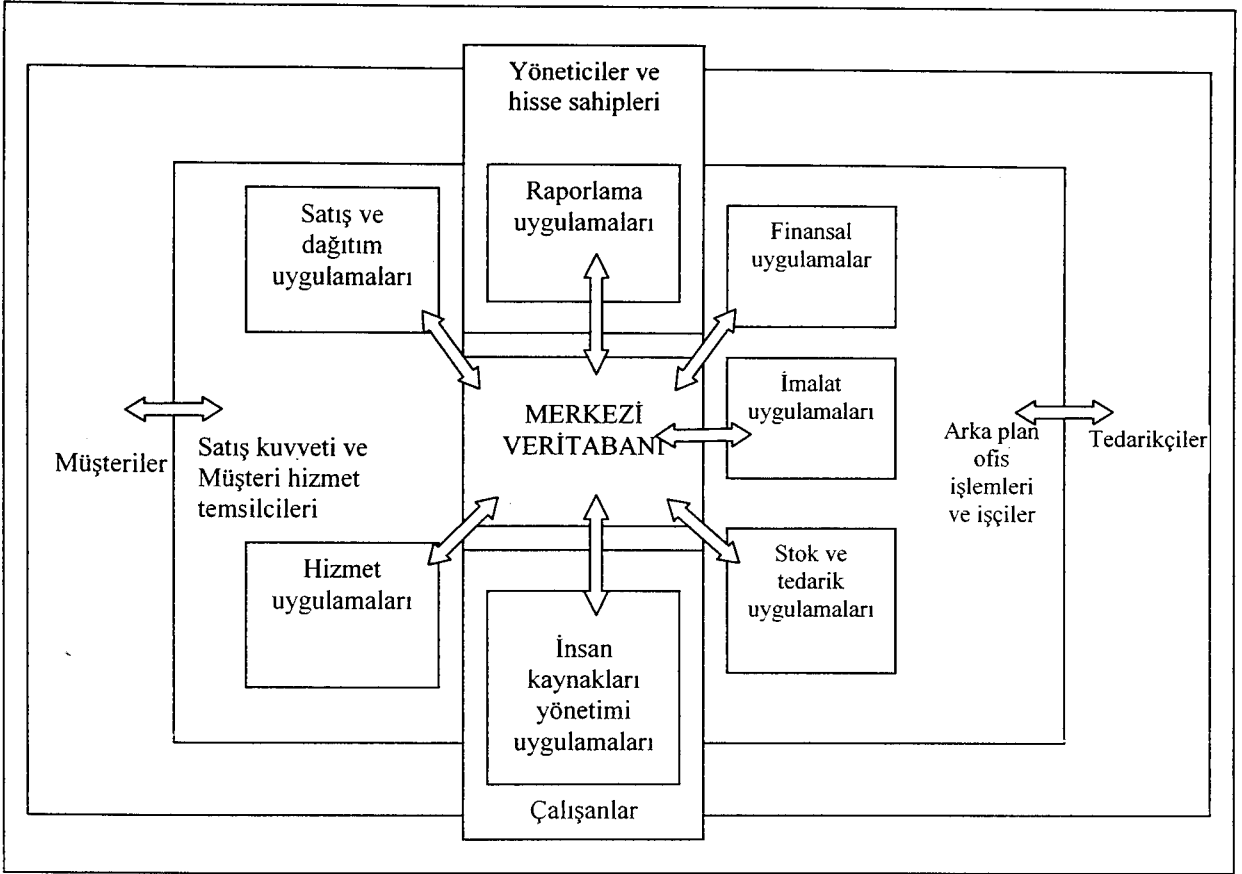 Yöneticiler ve
hisse sahipleri
Raporlama
uygulamaları
Satış ve
dağıtım
uygulamaları
Finansal
uygulamalar
İmalat
uygulamaları
MERKEZİ
VERİTABANI
Müşteriler
Satış kuvveti ve
Müşteri hizmet
temsilcileri
Arka plan
ofis
işlemleri
ve işçiler
Tedarikçiler
Hizmet
uygulamaları
Stok ve
tedarik
uygulamaları
İnsan
kaynakları
yönetimi
uygulamaları
Çalışanlar